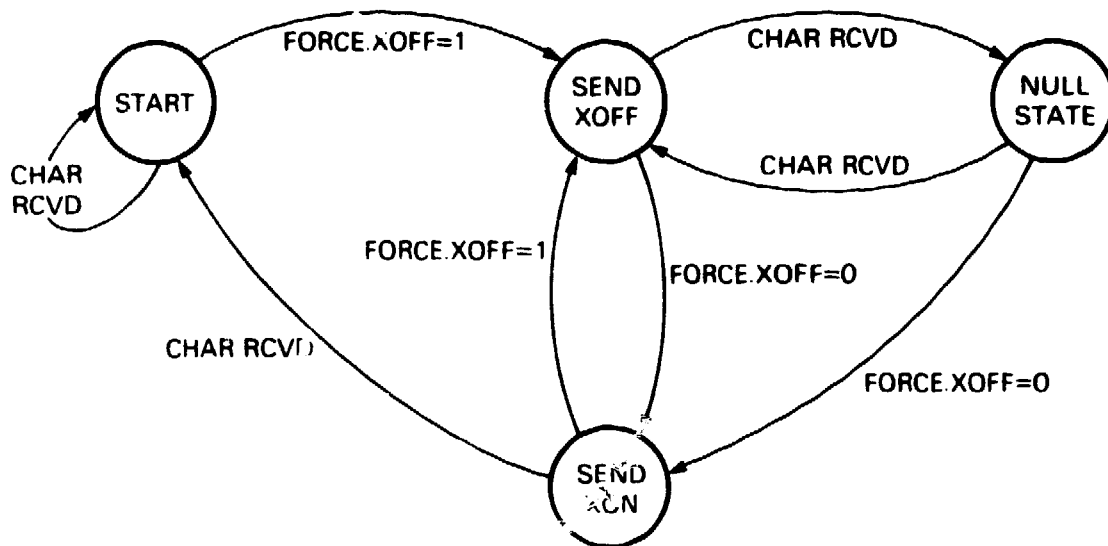 FORCE.XOFF=1
CHAR RCVD
START
SEND
XOFF
NULL
STATE
CHAR
RCVD
CHAR RCVD
FORCE.XOFF=1
FORCE.XOFF=0
CHAR RCVD
FORCE.XOFF=0
SEND
XON